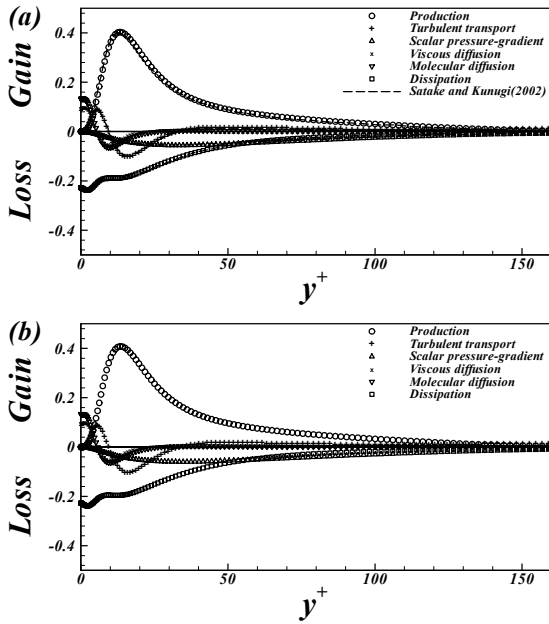 (a)
Gain
Loss
0.4
0.2
0
-0.2
-0.4
Production
Turbulent transport
Scalar pressure-gradient
Viscous diffusion
Molecular diffusion
Dissipation
Satake and Kunugi(2002)
0 50 100 150
y+
(b)
Gain
Loss
0.4
0.2
0
-0.2
-0.4
Production
Turbulent transport
Scalar pressure-gradient
Viscous diffusion
Molecular diffusion
Dissipation
0 50 100 150
y+